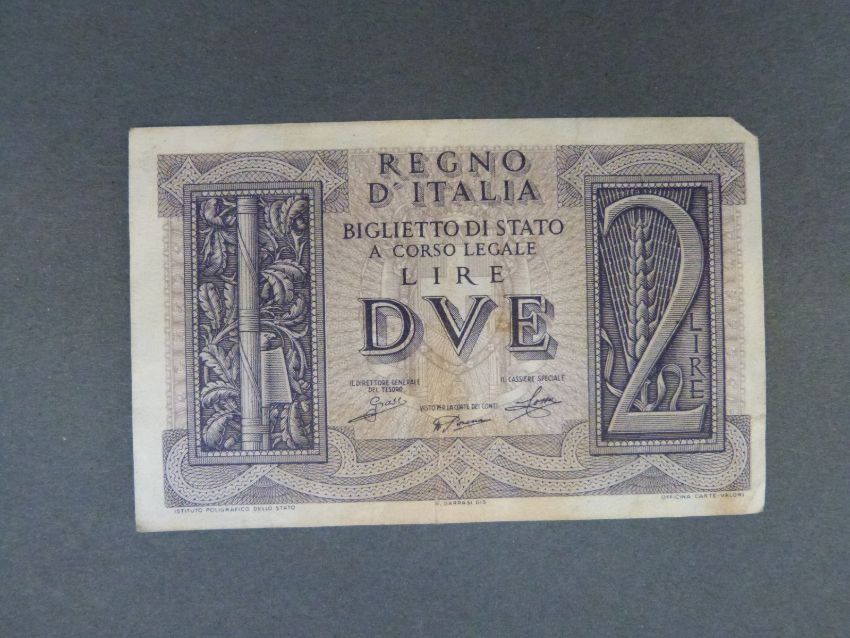 REGNO
D'ITALIA
BIGLIETTO DI STATO
A CORSO LEGALE
LIRE
DVE
IL DIRETTORE GENERALE
DEL TESORO
IL CASSIERE SPECIALE
VISTO PER LA CORTE DEI CONTI
2
LIRE
ISTITUTO POLIGRAFICO DELLO STATO
OFFICINA CARTE-VALORI